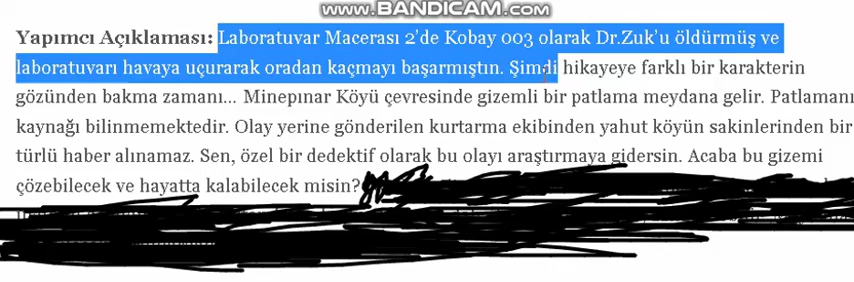 www.BANDICAM.com
Yapımcı Açıklaması: Laboratuvar Macerası 2’de Kobay 003 olarak Dr.Zuk’u öldürmüş ve
laboratuvarı havaya uçurarak oradan kaçmayı başarmıştın. Şimdi hikayeye farklı bir karakterin
gözünden bakma zamanı... Minepınar Köyü çevresinde gizemli bir patlama meydana gelir. Patlamanı
kaynağı bilinmemektedir. Olay yerine gönderilen kurtarma ekibinden yahut köyün sakinlerinden bir
türlü haber alınamaz. Sen, özel bir dedektif olarak bu olayı araştırmaya gidersin. Acaba bu gizemi
çözebilecek ve hayatta kalabilecek misin?